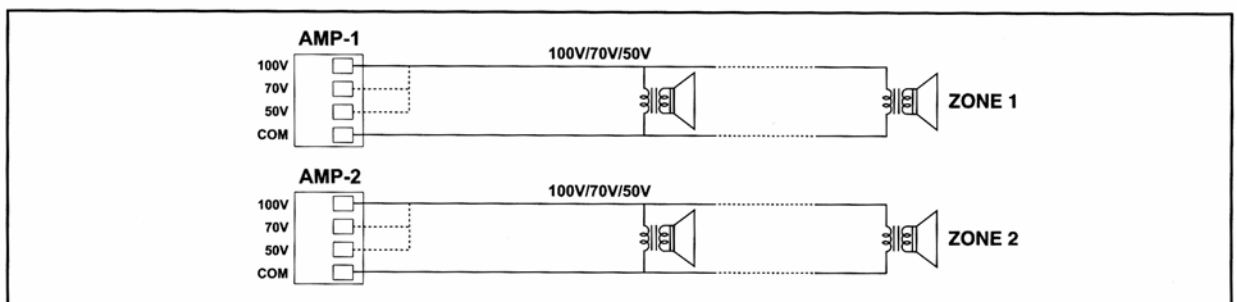 AMP-1
100V/70V/50V
100V
70V
50V
COM
ZONE 1
AMP-2
100V/70V/50V
100V
70V
50V
COM
ZONE 2